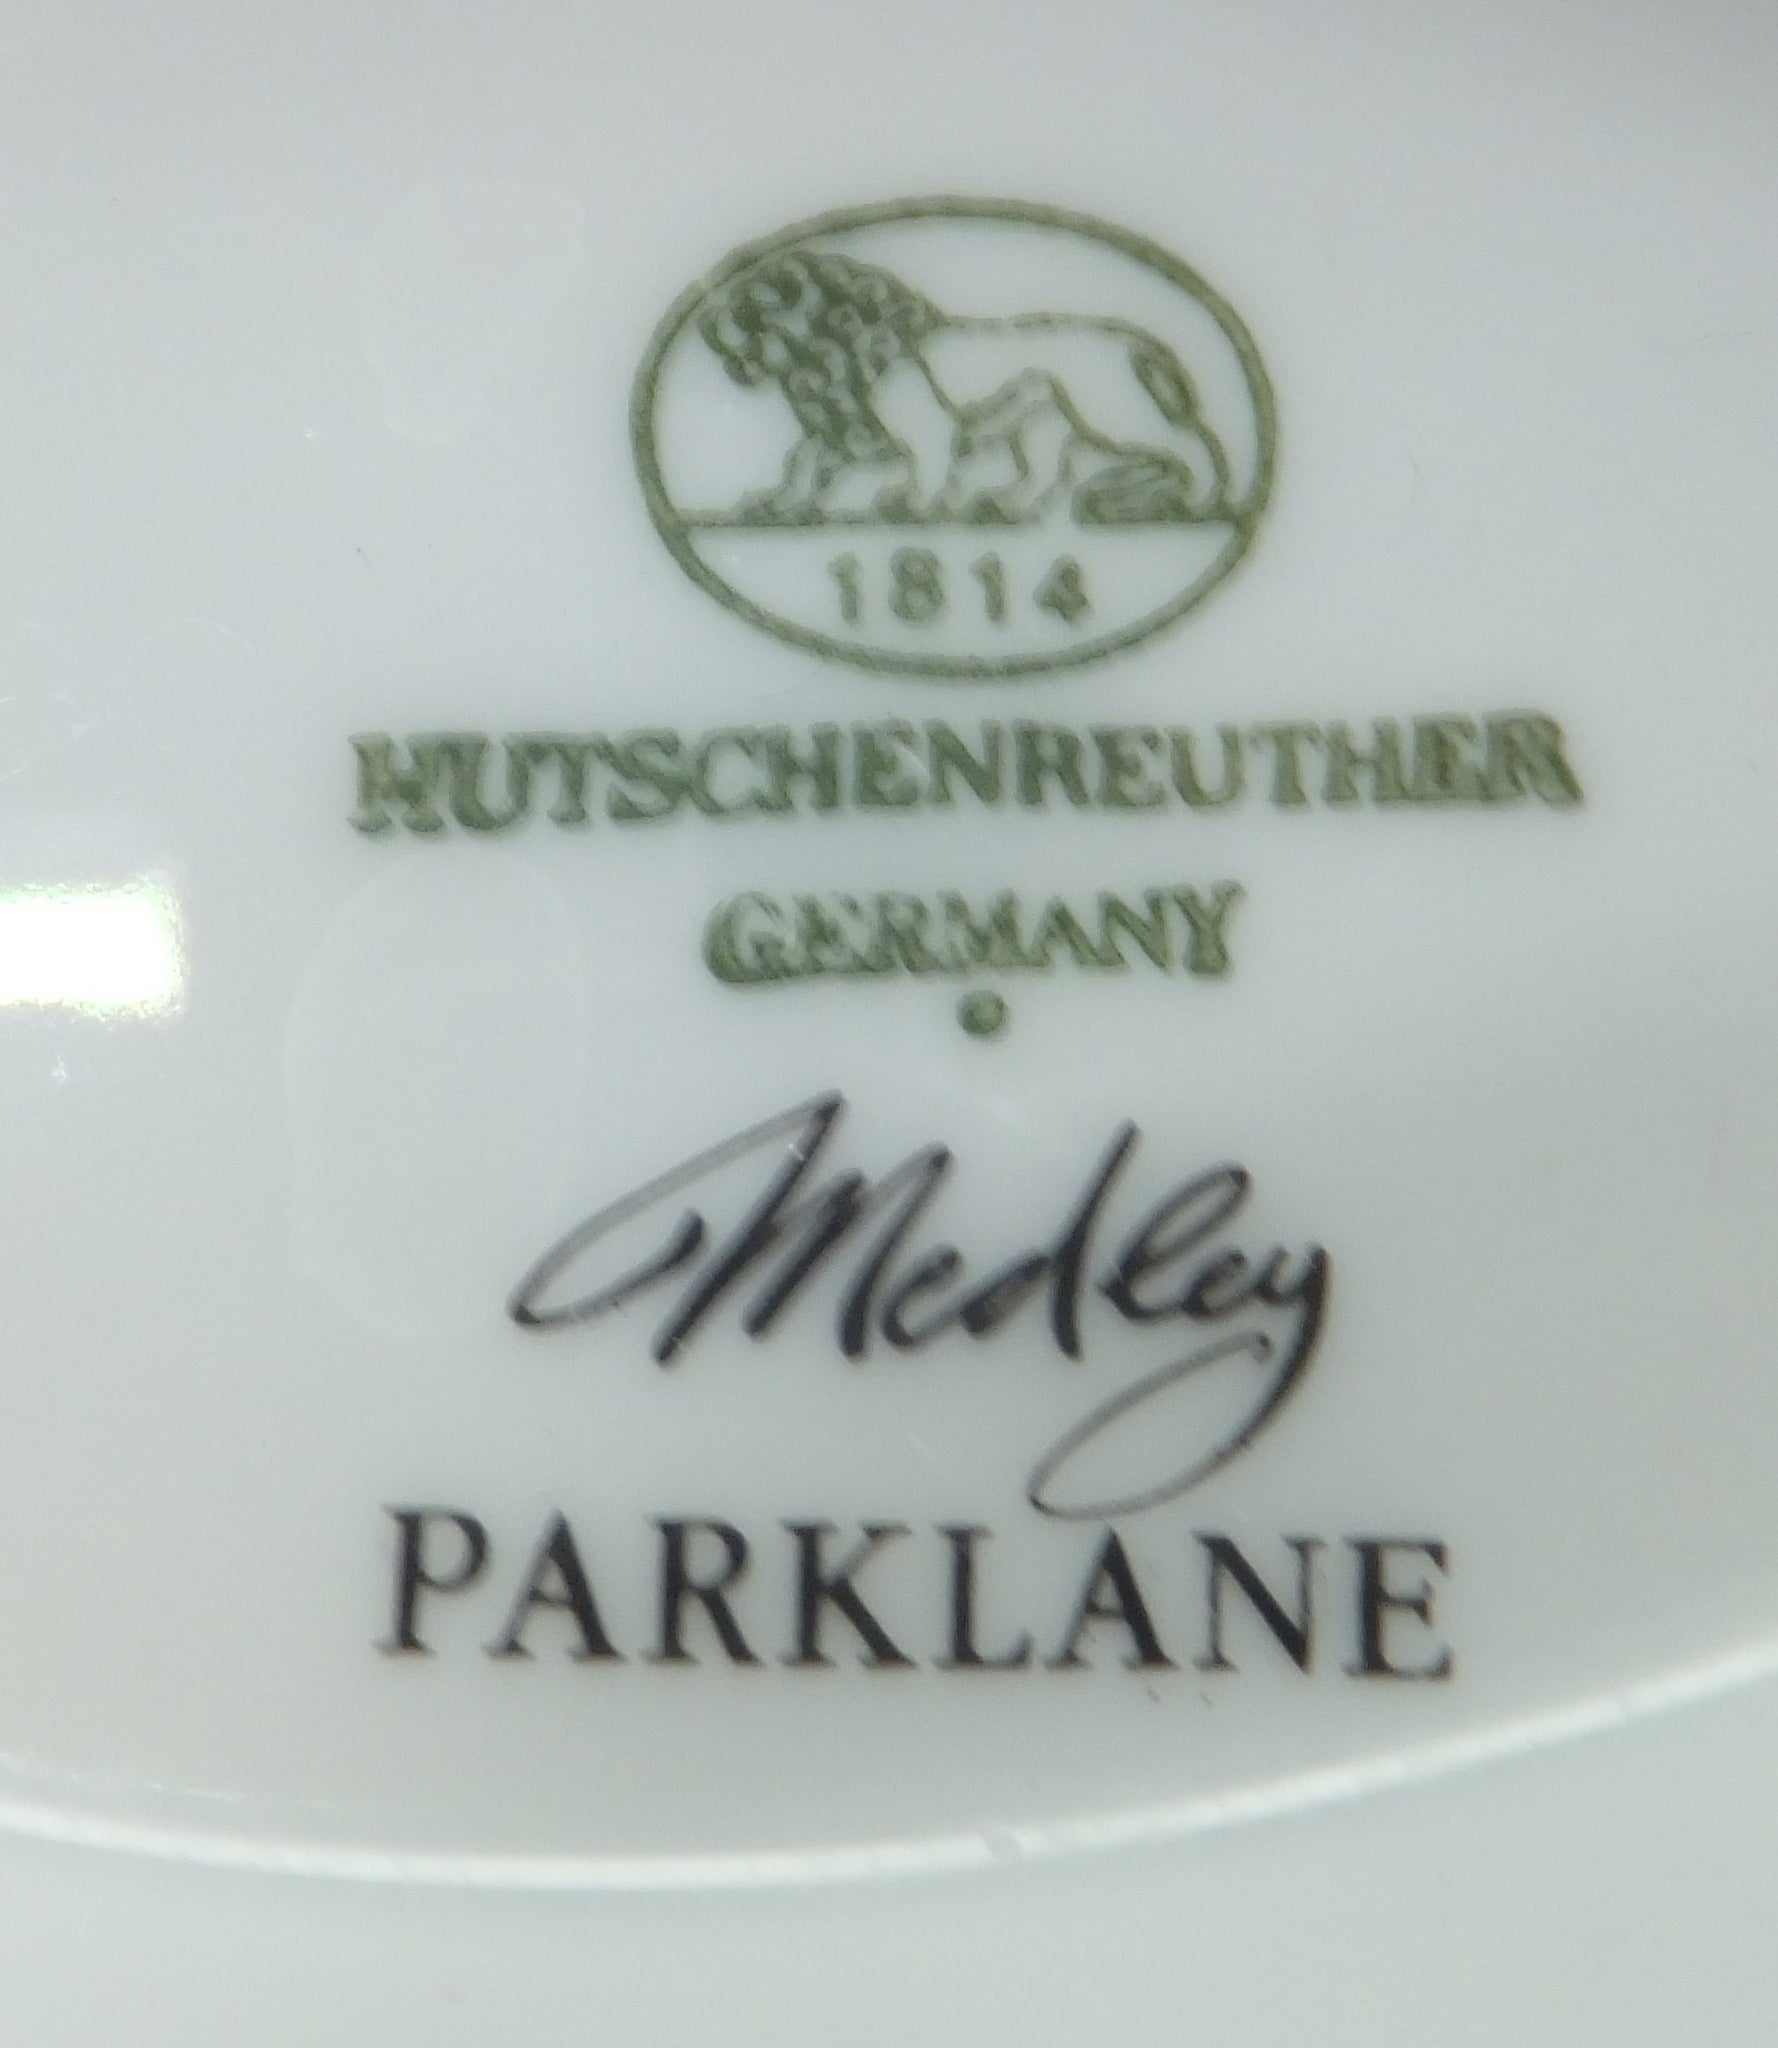 1814
HUTSCHENREUTHER
GERMANY
Medley
PARKLANE